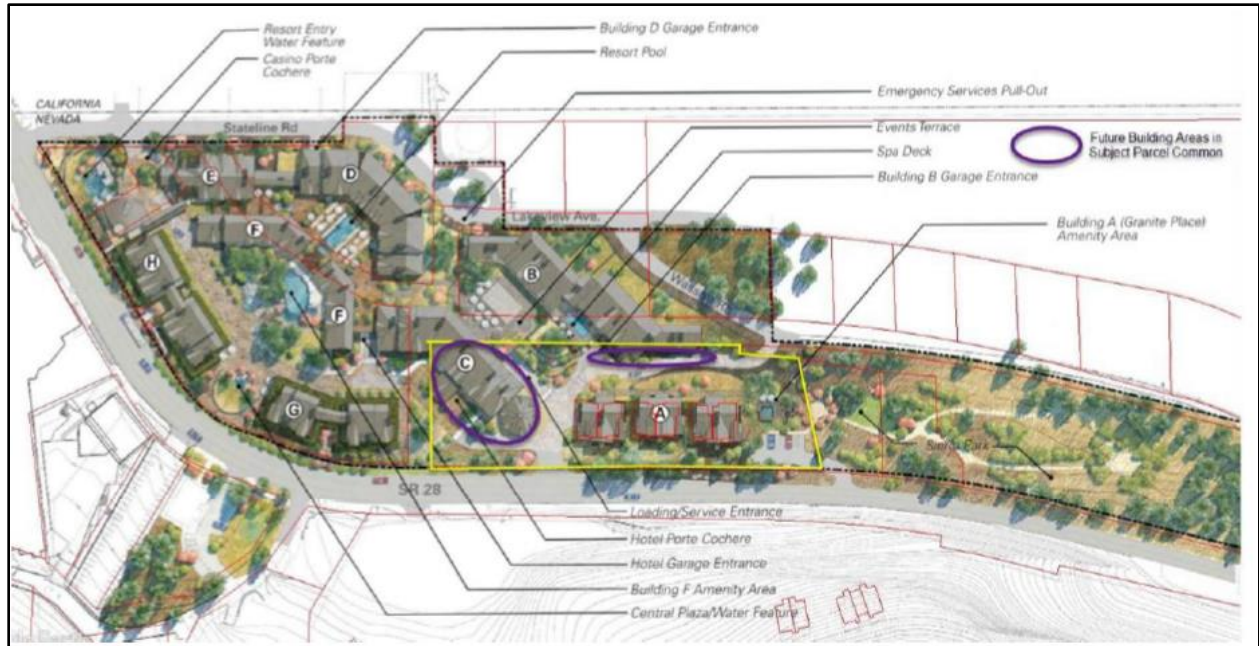 Resort Entry
Water Feature
Casino Porte
Cochere
Building D Garage Entrance
Resort Pool
Emergency Services Pull-Out
Events Terrace
Spa Deck
Building B Garage Entrance
Future Building Areas in
Subject Parcel Common
Building A (Granite Place)
Amenity Area
CALIFORNIA
NEVADA
Stateline Rd
Lakeview Ave.
E
D
F
B
H
F
C
G
A
SR 28
Loading/Service Entrance
Hotel Porte Cochere
Hotel Garage Entrance
Building F Amenity Area
Central Plaza/Water Feature